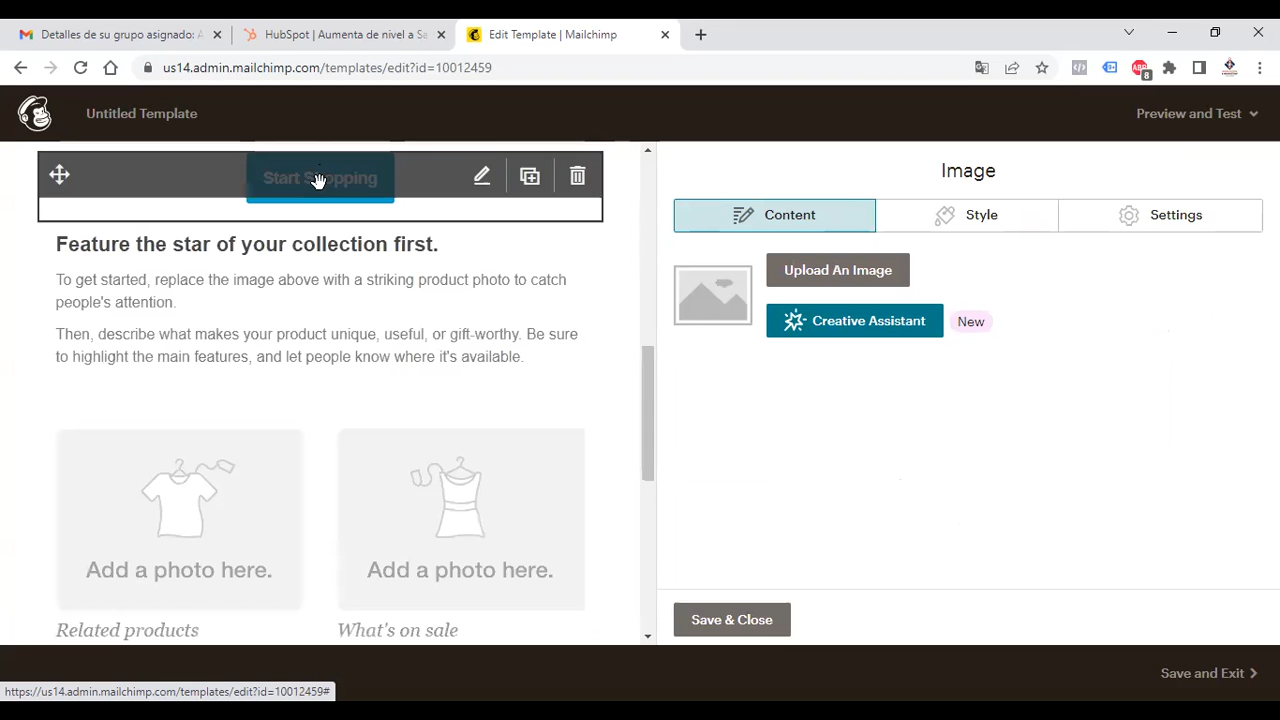 Detalles de su grupo asignado: A
HubSpot | Aumenta de nivel a Sa
Edit Template | Mailchimp
us14.admin.mailchimp.com/templates/edit?id=10012459
8
Untitled Template
Preview and Test
Start Shopping
Feature the star of your collection first.
To get started, replace the image above with a striking product photo to catch
people's attention.
Then, describe what makes your product unique, useful, or gift-worthy. Be sure
to highlight the main features, and let people know where it's available.
Add a photo here.
Add a photo here.
Related products
What's on sale
Image
Content
Style
Settings
Upload An Image
Creative Assistant
New
Save & Close
Save and Exit
https://us14.admin.mailchimp.com/templates/edit?id=10012459#